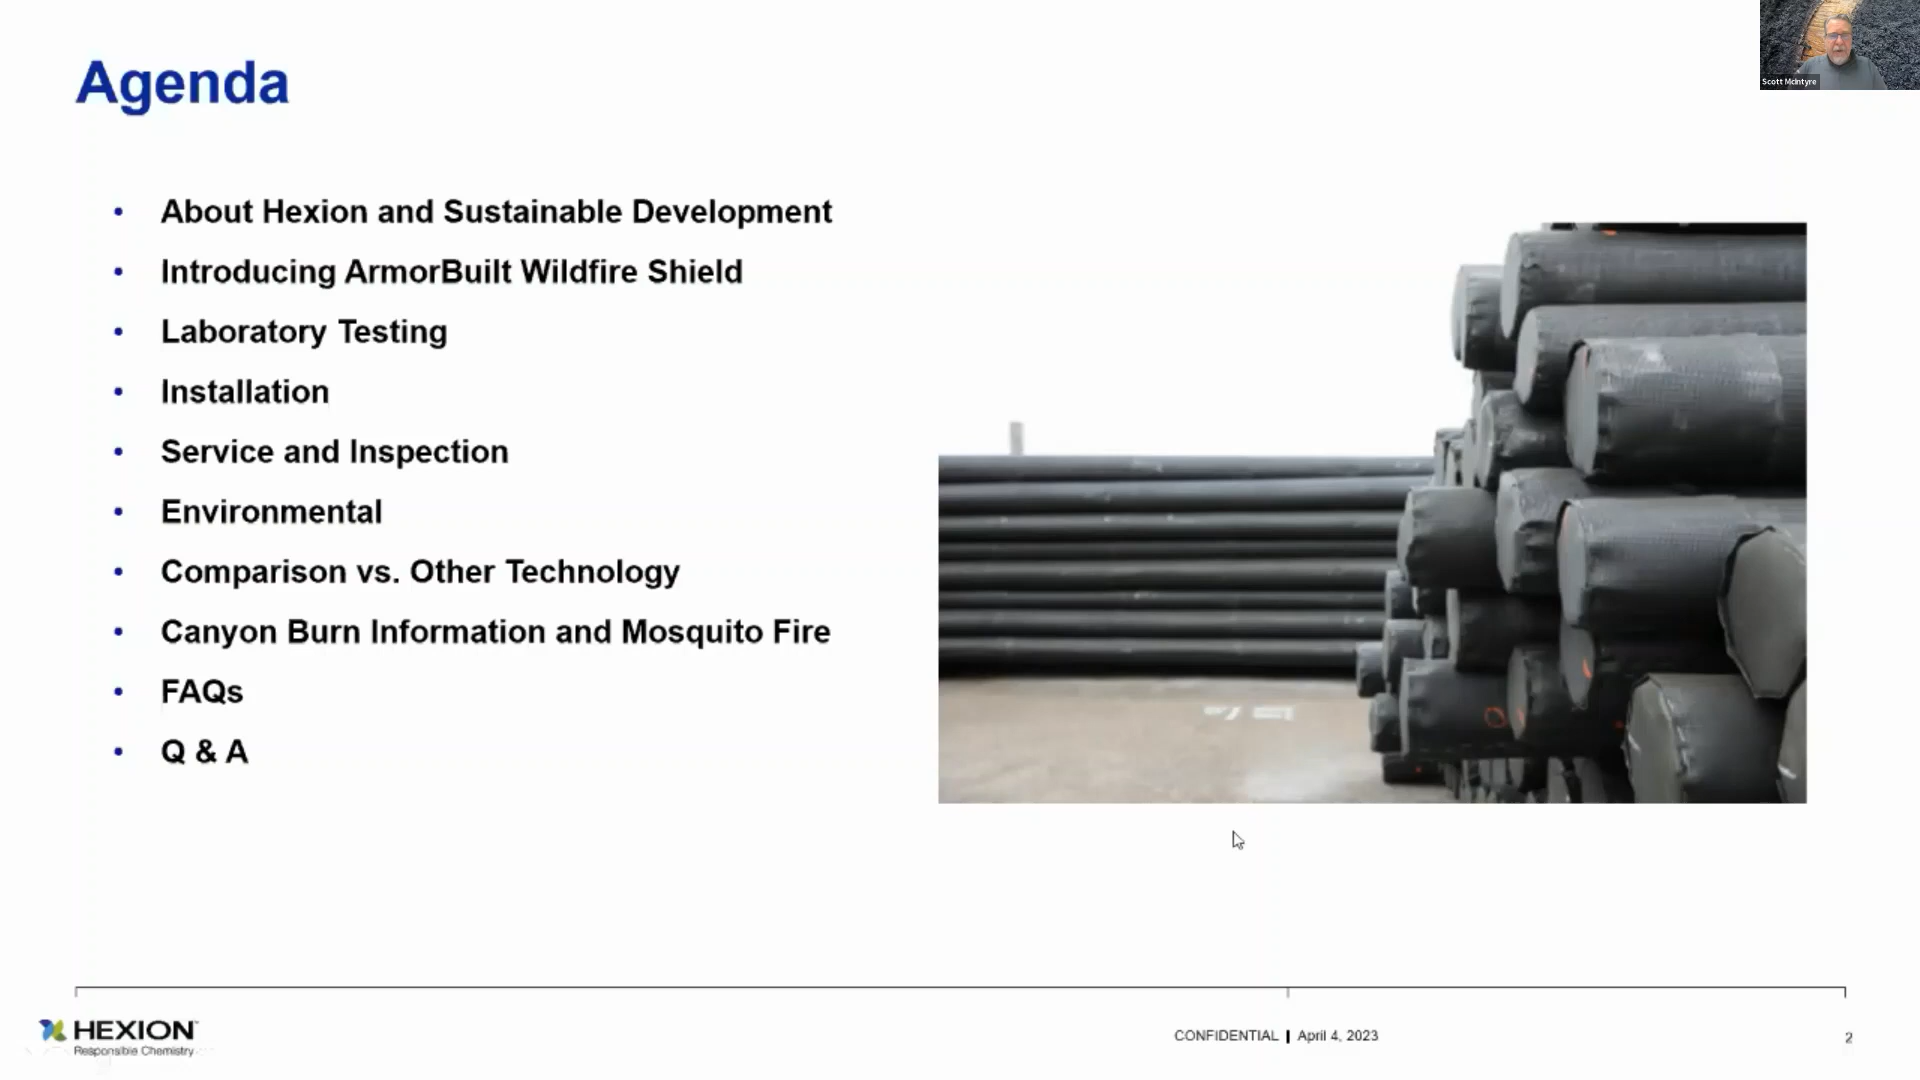 Agenda
Scott McIntyre
• About Hexion and Sustainable Development
• Introducing ArmorBuilt Wildfire Shield
• Laboratory Testing
• Installation
• Service and Inspection
• Environmental
• Comparison vs. Other Technology
• Canyon Burn Information and Mosquito Fire
• FAQs
• Q & A
HEXION™
Responsible Chemistry
CONFIDENTIAL | April 4, 2023
2